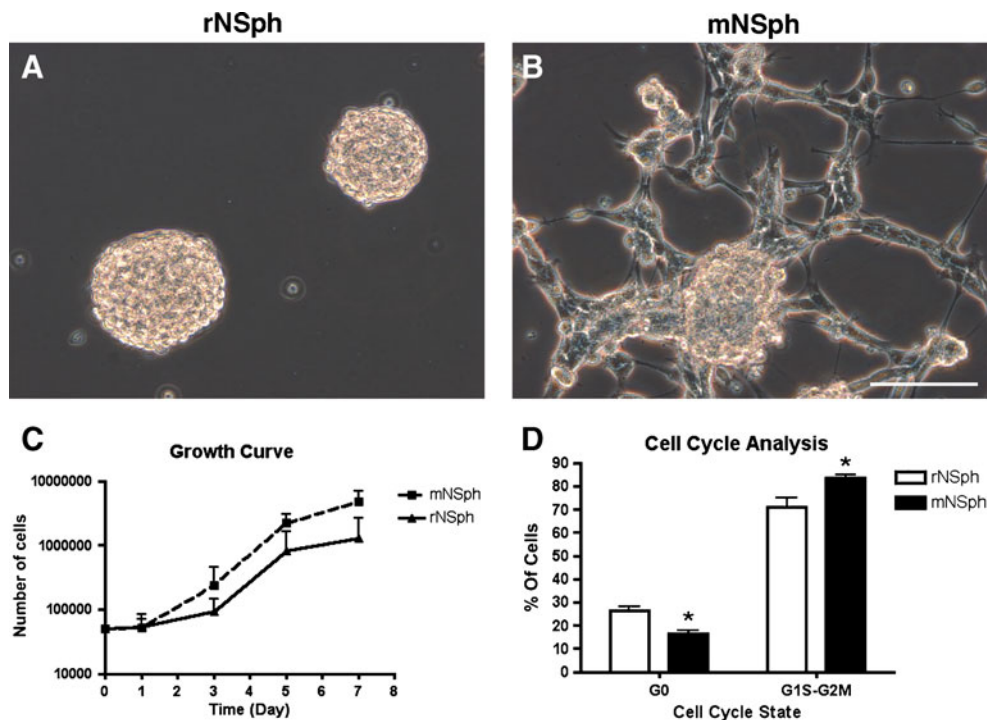 rNSph
mNSph
A
B
C
Growth Curve
Number of cells
10000000
1000000
100000
10000
0 1 2 3 4 5 6 7 8
Time (Day)
mNSph
rNSph
D
Cell Cycle Analysis
% Of Cells
90
80
70
60
50
40
30
20
10
0
*
*
G0
G1S-G2M
Cell Cycle State
rNSph
mNSph